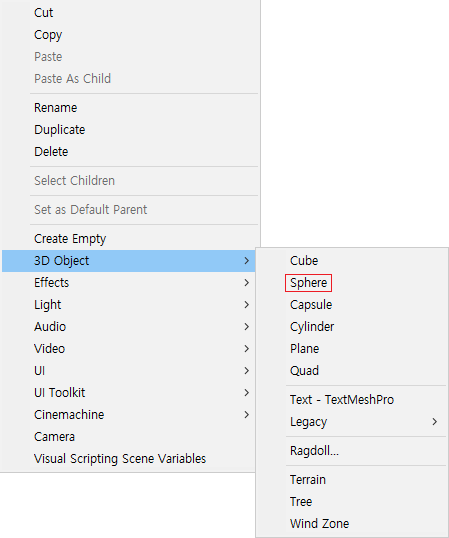 Cut
Copy
Paste
Paste As Child
Rename
Duplicate
Delete
Select Children
Set as Default Parent
Create Empty
3D Object
Effects
Light
Audio
Video
UI
UI Toolkit
Cinemachine
Camera
Visual Scripting Scene Variables
Cube
Sphere
Capsule
Cylinder
Plane
Quad
Text - TextMeshPro
Legacy
Ragdoll...
Terrain
Tree
Wind Zone